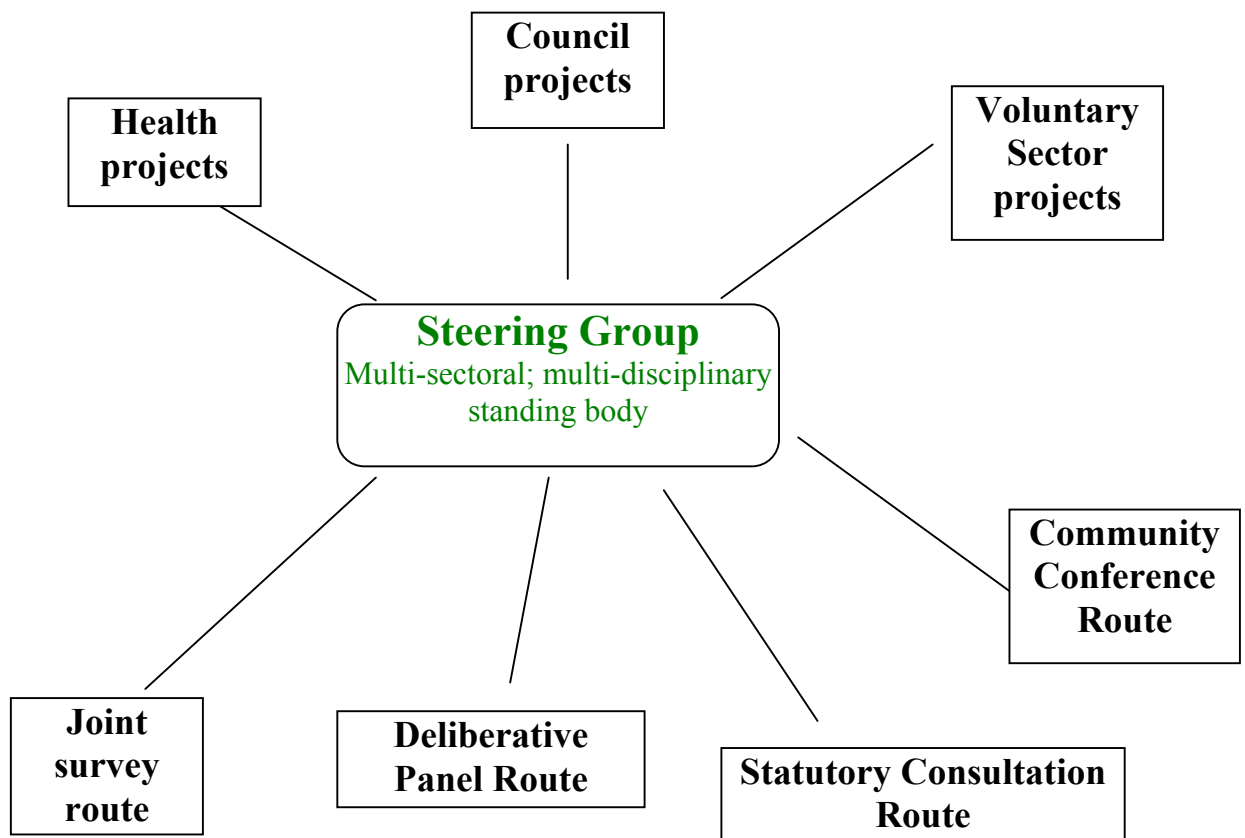 Council
projects
Health
projects
Voluntary
Sector
projects
Steering Group
Multi-sectoral; multi-disciplinary
standing body
Community
Conference
Route
Joint
survey
route
Deliberative
Panel Route
Statutory Consultation
Route